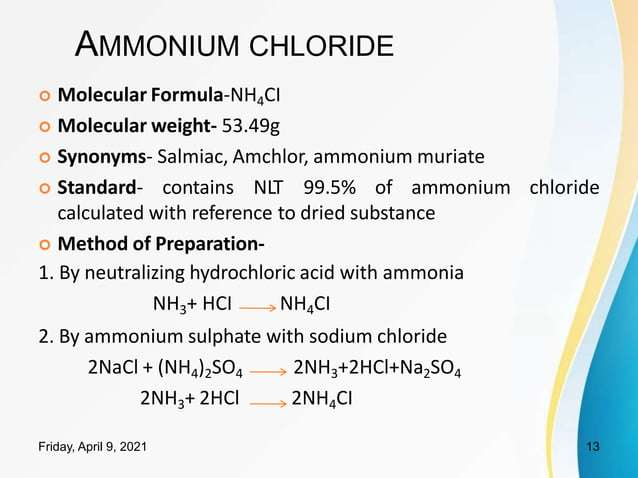 AMMONIUM CHLORIDE
Molecular Formula-NH₄Cl
Molecular weight- 53.49g
Synonyms- Salmiac, Amchlor, ammonium muriate
Standard- contains NLT 99.5% of ammonium chloride
calculated with reference to dried substance
Method of Preparation-
1. By neutralizing hydrochloric acid with ammonia
NH₃+ HCl → NH₄Cl
2. By ammonium sulphate with sodium chloride
2NaCl + (NH₄)₂SO₄ → 2NH₃+2HCl+Na₂SO₄
2NH₃+ 2HCl → 2NH₄Cl
Friday, April 9, 2021 13